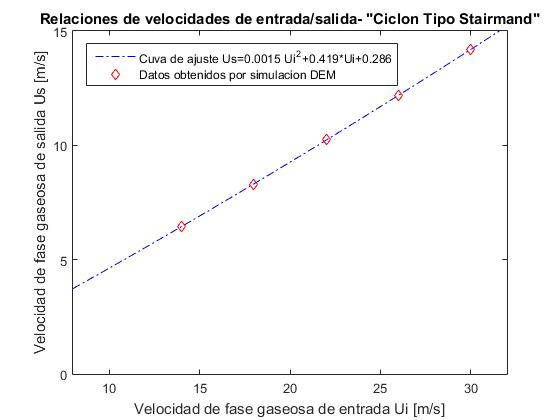 Relaciones de velocidades de entrada/salida- "Ciclon Tipo Stairmand"
Cuva de ajuste Us=0.0015 Ui²+0.419*Ui+0.286
Datos obtenidos por simulacion DEM
Velocidad de fase gaseosa de salida Us [m/s]
15
10
5
0
10
15
20
25
30
Velocidad de fase gaseosa de entrada Ui [m/s]